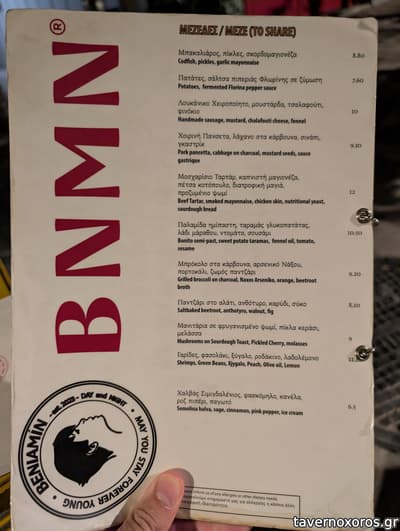 BNMN®
ΜΕΖΕΔΕΣ / MEZE (TO SHARE)
Μπακαλιάρος, πίκλες, σκορδομαγιονέζα 8.80
Codfish, pickles, garlic mayonnaise
Πατάτες, σάλτσα πιπεριάς Φλωρίνης σε ζύμωση 7.60
Potatoes, fermented Florina pepper sauce
Λουκάνικο Χειροποίητο, μουστάρδα, τσαλαφούτι, 10
φινόκιο
Handmade sausage, mustard, chalafouti cheese, fennel
Χοιρινή Πανσετα, λάχανο στα κάρβουνα, σινάπι, 9.10
γκαστρίκ
Pork panzetta, cabbage on charcoal, mustard seeds, sauce
gastrique
Μοσχαρίσιο Ταρτάρ, καπνιστή μαγιονέζα,
πέτσα κοτόπουλο, διατροφική μαγιά, 12
προζυμένιο ψωμί
Beef Tartar, smoked mayonnaise, chicken skin, nutritional yeast,
sourdough bread
Παλαμίδα ημίπαστη, ταραμάς γλυκοπατάτας,
λάδι μάραθου, ντομάτα, σουσάμι 10.50
Bonito semi past, sweet potato taramas, fennel oil, tomato,
sesame
Μπρόκολο στα κάρβουνα, αρσενικό Νάξου,
πορτοκάλι, ζωμός παντζάρι 9.20
Grilled broccoli on charcoal, Naxos Arseniko, orange, beetroot
broth
Παντζάρι στο αλάτι, ανθότυρο, καρύδι, σύκο 8.20
Saltbaked beetroot, anthotyro, walnut, fig
Μανιτάρια σε φρυγανισμένο ψωμί, πίκλα κεράσι,
μελάσσα 9
Mushrooms on Sourdough Toast, Pickled Cherry, molasses
Γαρίδες, φασολάκι, ξύγαλο, ροδάκινο, λαδολέμονο
Shrimps, Green Beans, Xjygalo, Peach, Olive oil, Lemon
Χαλβάς Σιμιγδαλένιος, φασκόμηλο, κανέλα,
ροζ πιπέρι, παγωτό 6.5
Semolina halva, sage, cinnamon, pink pepper, ice cream
BENIAMIN
est. 2023 - DAY and NIGHT
MAY YOU STAY FOREVER YOUNG
tavernoxoros.gr